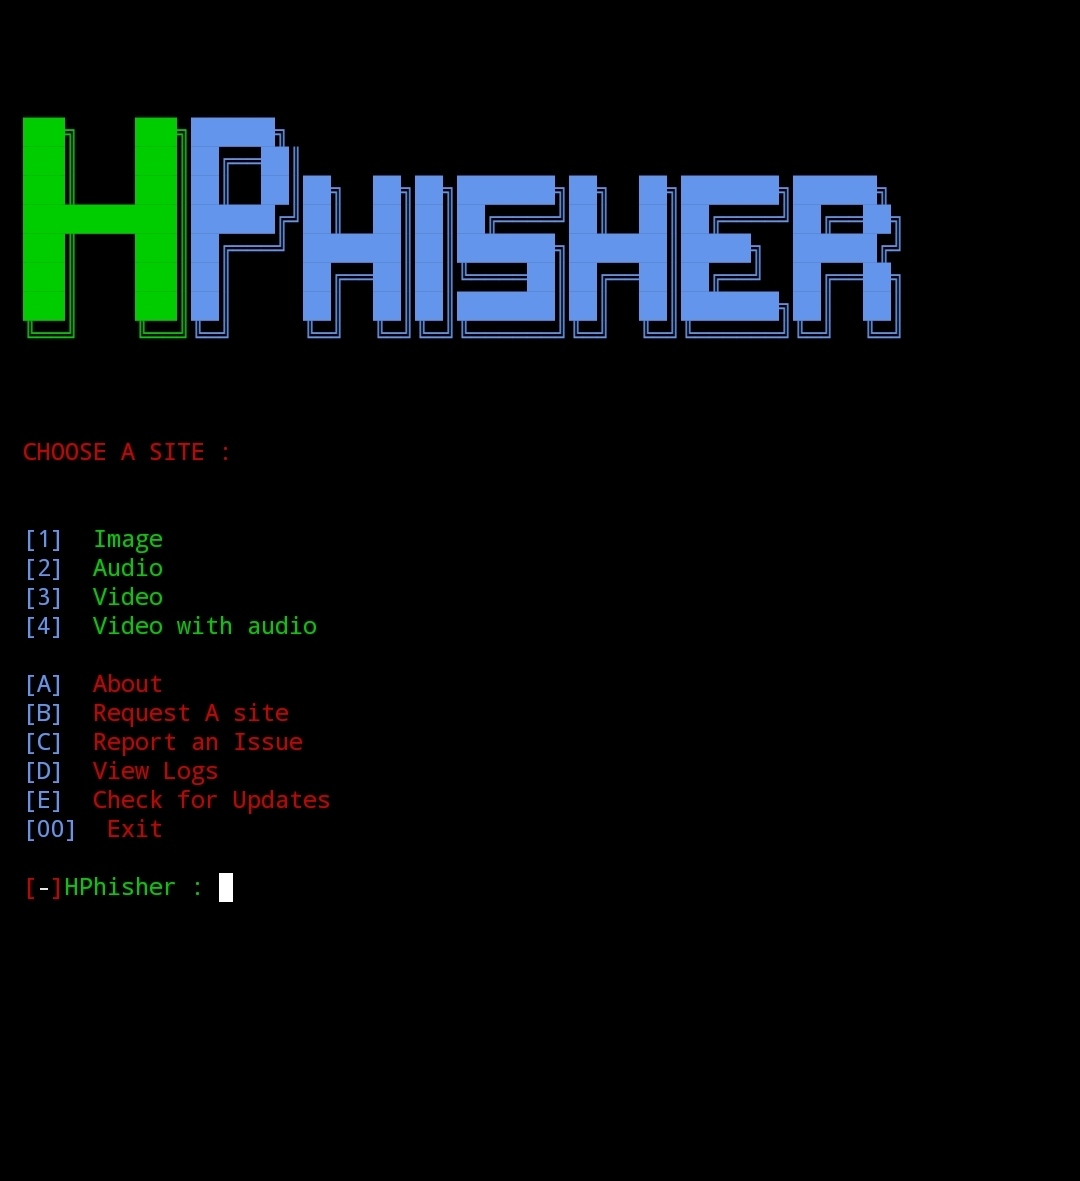 HPHISHER
CHOOSE A SITE :
[1] Image
[2] Audio
[3] Video
[4] Video with audio
[A] About
[B] Request A site
[C] Report an Issue
[D] View Logs
[E] Check for Updates
[00] Exit
[-]HPhisher :